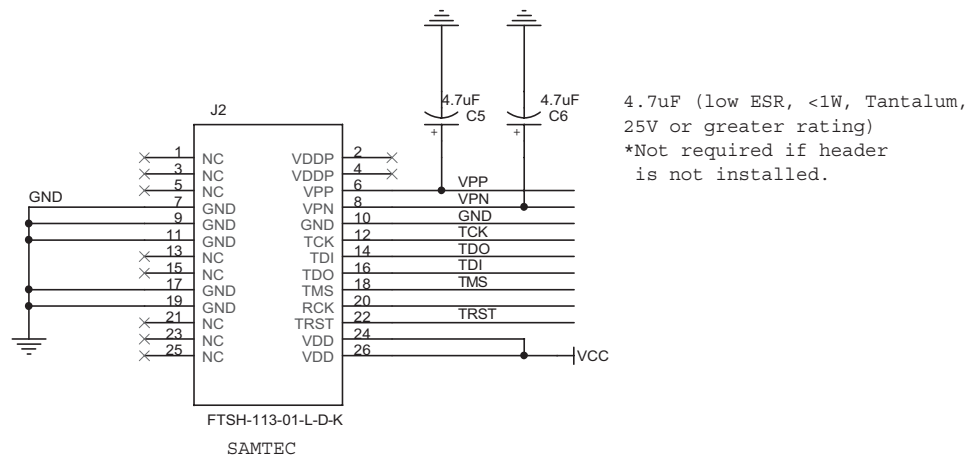 4.7uF
C5
4.7uF
C6
4.7uF (low ESR, <1W, Tantalum,
25V or greater rating)
*Not required if header
is not installed.
+
+
J2
1 NC VDDP 2
3 NC VDDP 4
5 NC VPP 6 VPP
GND 7 GND VPN 8 VPN
9 GND GND 10 GND
11 GND TCK 12 TCK
13 NC TDI 14 TDO
15 NC TDO 16 TDI
17 GND TMS 18 TMS
19 GND RCK 20
21 NC TRST 22 TRST
23 NC VDD 24
25 NC VDD 26 VCC
FTSH-113-01-L-D-K
SAMTEC